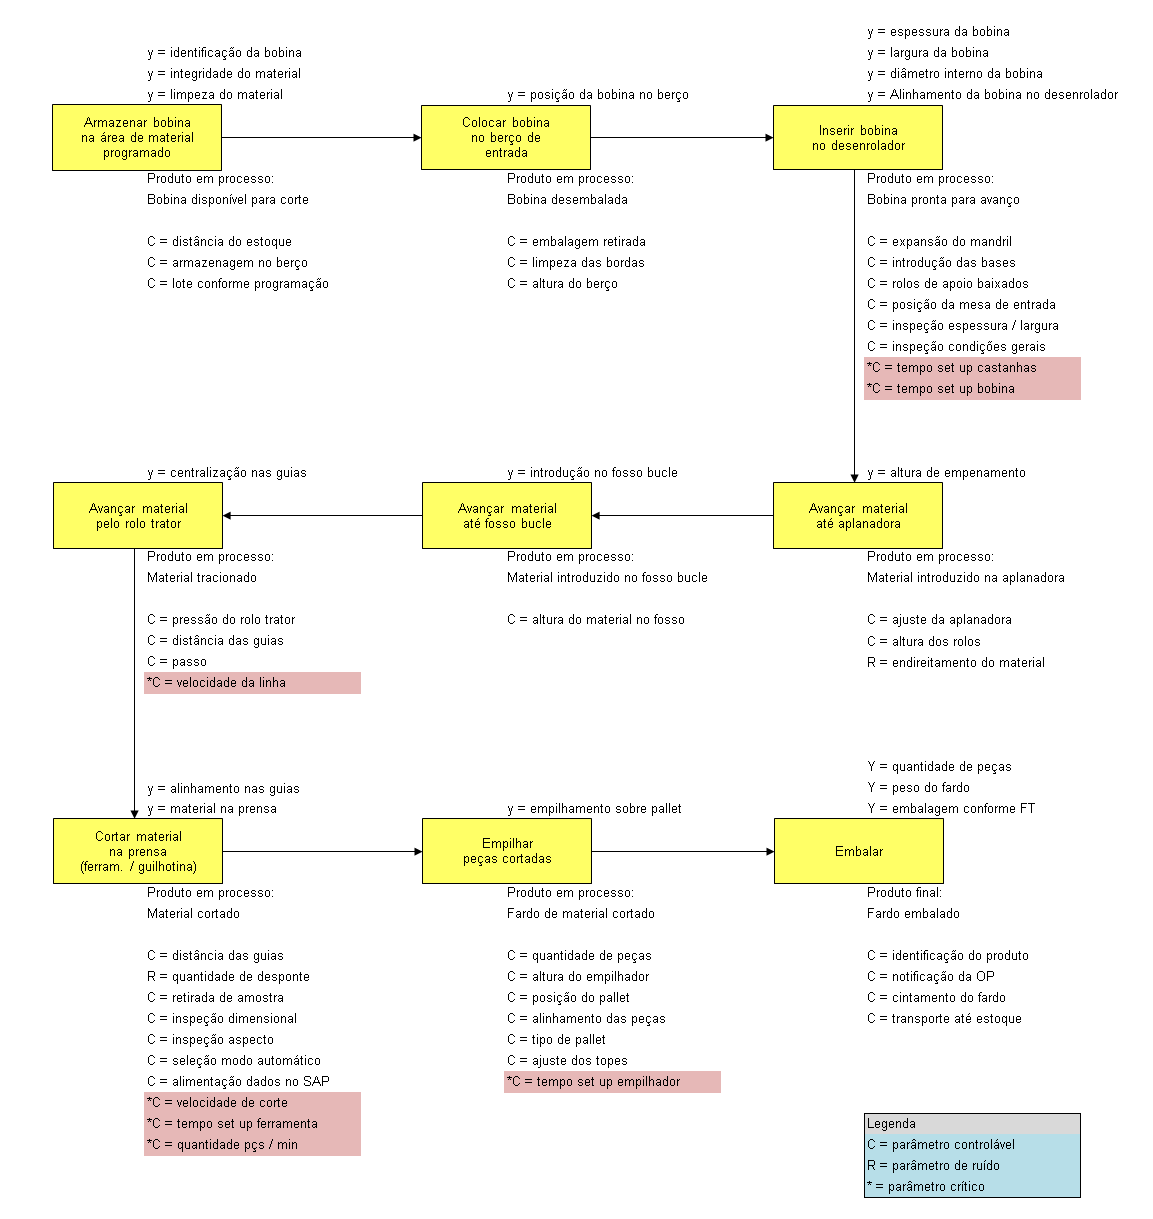 y = identificação da bobina
y = integridade do material
y = limpeza do material
Armazenar bobina
na área de material
programado
Produto em processo:
Bobina disponível para corte
C = distância do estoque
C = armazenagem no berço
C = lote conforme programação
y = posição da bobina no berço
Colocar bobina
no berço de
entrada
Produto em processo:
Bobina desembalada
C = embalagem retirada
C = limpeza das bordas
C = altura do berço
y = espessura da bobina
y = largura da bobina
y = diâmetro interno da bobina
y = Alinhamento da bobina no desenrolador
Inserir bobina
no desenrolador
Produto em processo:
Bobina pronta para avanço
C = expansão do mandril
C = introdução das bases
C = rolos de apoio baixados
C = posição da mesa de entrada
C = inspeção espessura / largura
C = inspeção condições gerais
*C = tempo set up castanhas
*C = tempo set up bobina
y = altura de empenamento
Avançar material
até aplanadora
Produto em processo:
Material introduzido na aplanadora
C = ajuste da aplanadora
C = altura dos rolos
R = endireitamento do material
y = introdução no fosso bucle
Avançar material
até fosso bucle
Produto em processo:
Material introduzido no fosso bucle
C = altura do material no fosso
y = centralização nas guias
Avançar material
pelo rolo trator
Produto em processo:
Material tracionado
C = pressão do rolo trator
C = distância das guias
C = passo
*C = velocidade da linha
y = alinhamento nas guias
y = material na prensa
Cortar material
na prensa
(ferram. / guilhotina)
Produto em processo:
Material cortado
C = distância das guias
R = quantidade de desponte
C = retirada de amostra
C = inspeção dimensional
C = inspeção aspecto
C = seleção modo automático
C = alimentação dados no SAP
*C = velocidade de corte
*C = tempo set up ferramenta
*C = quantidade pçs / min
y = empilhamento sobre pallet
Empilhar
peças cortadas
Produto em processo:
Fardo de material cortado
C = quantidade de peças
C = altura do empilhador
C = posição do pallet
C = alinhamento das peças
C = tipo de pallet
C = ajuste dos topes
*C = tempo set up empilhador
Y = quantidade de peças
Y = peso do fardo
Y = embalagem conforme FT
Embalar
Produto final:
Fardo embalado
C = identificação do produto
C = notificação da OP
C = cintamento do fardo
C = transporte até estoque
Legenda
C = parâmetro controlável
R = parâmetro de ruído
* = parâmetro crítico